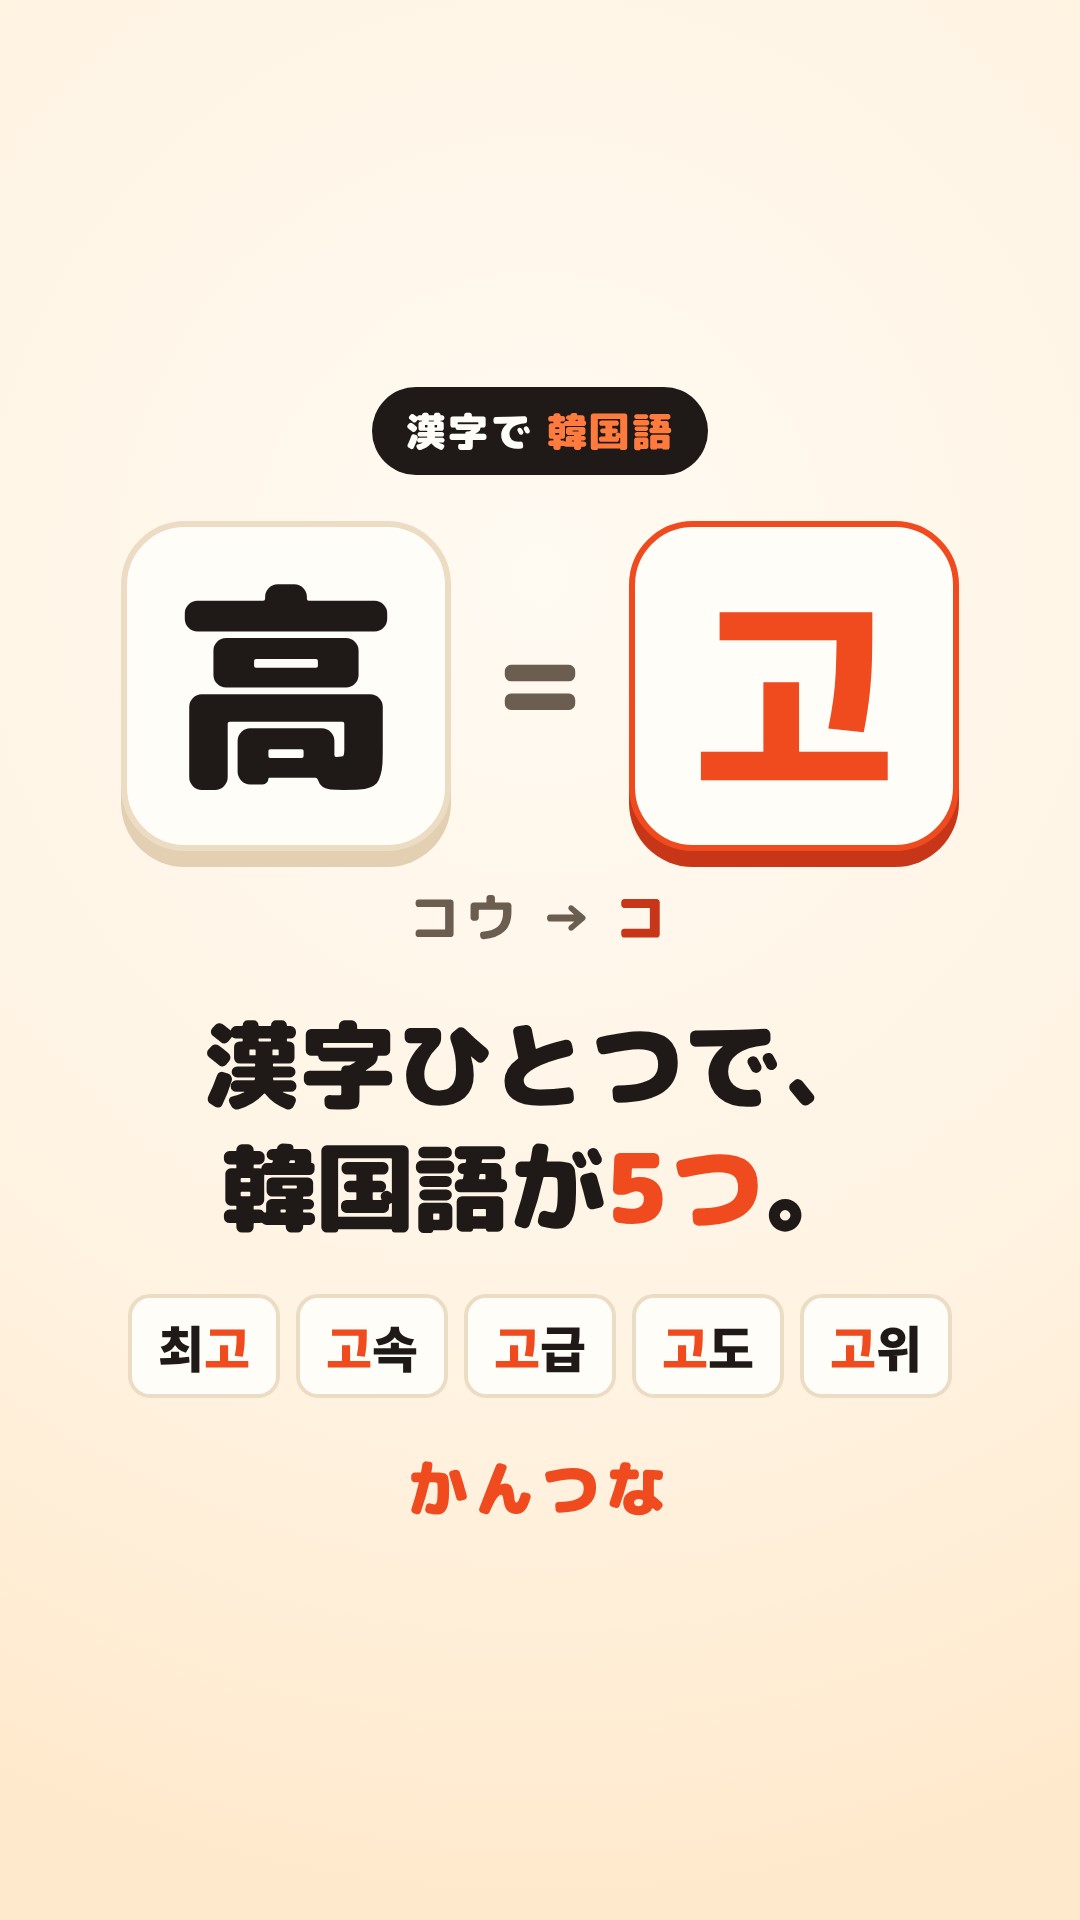 漢字で 韓国語
高 = 고
コウ → コ
漢字ひとつで、
韓国語が5つ。
최고 고속 고급 고도 고위
かんつな